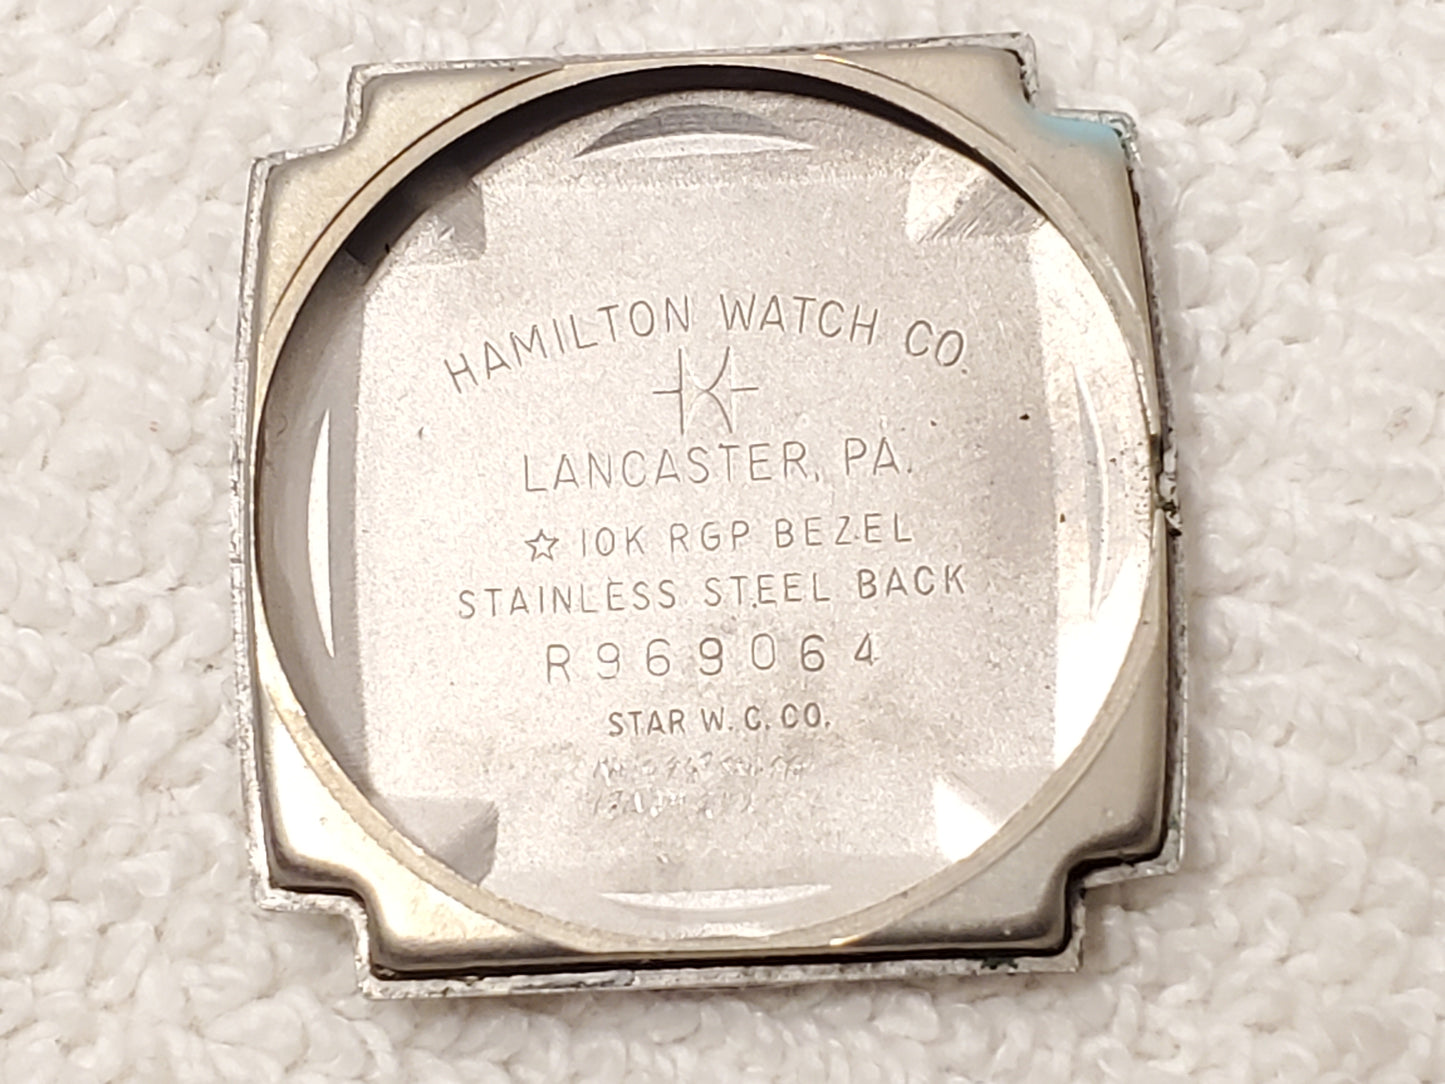 HAMILTON WATCH CO.
LANCASTER, PA.
☆ 10K RGP BEZEL
STAINLESS STEEL BACK
R969064
STAR W. C. CO.